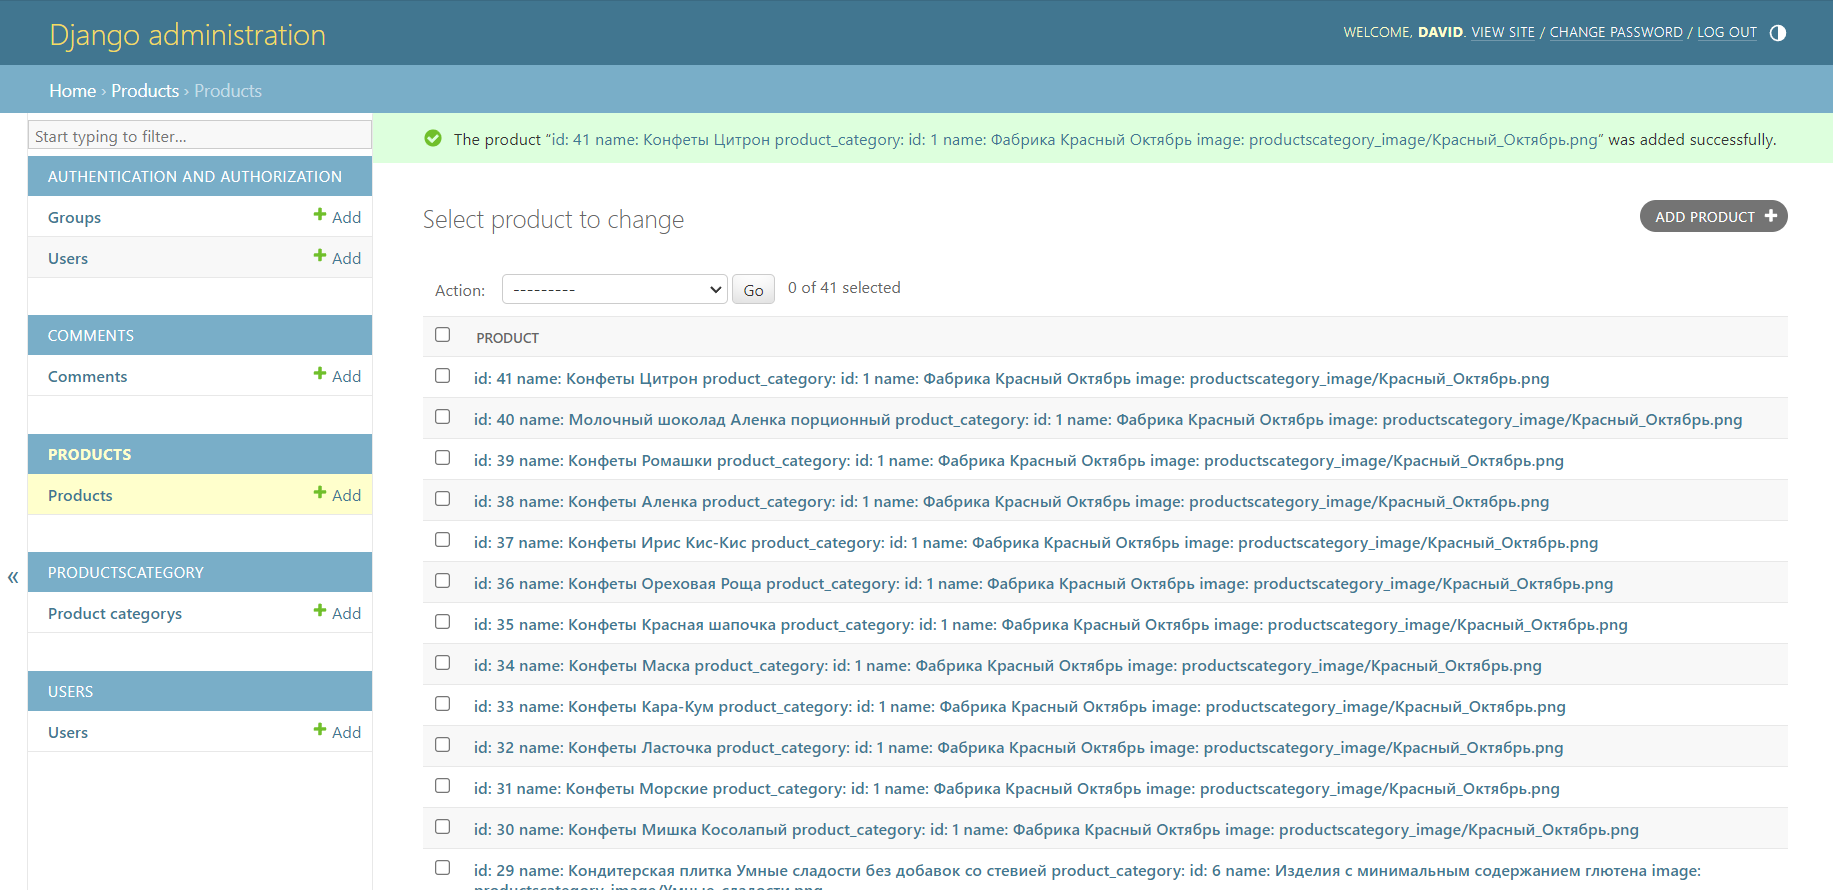 Django administration
WELCOME, DAVID. VIEW SITE / CHANGE PASSWORD / LOG OUT
Home › Products › Products
Start typing to filter...
AUTHENTICATION AND AUTHORIZATION
Groups Add
Users Add
COMMENTS
Comments Add
PRODUCTS
Products Add
PRODUCTSCATEGORY
Product categorys Add
USERS
Users Add
«
The product “id: 41 name: Конфеты Цитрон product_category: id: 1 name: Фабрика Красный Октябрь image: productscategory_image/Красный_Октябрь.png” was added successfully.
Select product to change
ADD PRODUCT
Action: --------- Go 0 of 41 selected
PRODUCT
id: 41 name: Конфеты Цитрон product_category: id: 1 name: Фабрика Красный Октябрь image: productscategory_image/Красный_Октябрь.png
id: 40 name: Молочный шоколад Аленка порционный product_category: id: 1 name: Фабрика Красный Октябрь image: productscategory_image/Красный_Октябрь.png
id: 39 name: Конфеты Ромашки product_category: id: 1 name: Фабрика Красный Октябрь image: productscategory_image/Красный_Октябрь.png
id: 38 name: Конфеты Аленка product_category: id: 1 name: Фабрика Красный Октябрь image: productscategory_image/Красный_Октябрь.png
id: 37 name: Конфеты Ирис Кис-Кис product_category: id: 1 name: Фабрика Красный Октябрь image: productscategory_image/Красный_Октябрь.png
id: 36 name: Конфеты Ореховая Роща product_category: id: 1 name: Фабрика Красный Октябрь image: productscategory_image/Красный_Октябрь.png
id: 35 name: Конфеты Красная шапочка product_category: id: 1 name: Фабрика Красный Октябрь image: productscategory_image/Красный_Октябрь.png
id: 34 name: Конфеты Маска product_category: id: 1 name: Фабрика Красный Октябрь image: productscategory_image/Красный_Октябрь.png
id: 33 name: Конфеты Кара-Кум product_category: id: 1 name: Фабрика Красный Октябрь image: productscategory_image/Красный_Октябрь.png
id: 32 name: Конфеты Ласточка product_category: id: 1 name: Фабрика Красный Октябрь image: productscategory_image/Красный_Октябрь.png
id: 31 name: Конфеты Морские product_category: id: 1 name: Фабрика Красный Октябрь image: productscategory_image/Красный_Октябрь.png
id: 30 name: Конфеты Мишка Косолапый product_category: id: 1 name: Фабрика Красный Октябрь image: productscategory_image/Красный_Октябрь.png
id: 29 name: Кондитерская плитка Умные сладости без добавок со стевией product_category: id: 6 name: Изделия с минимальным содержанием глютена image:
productscategory_image/Умные_сладости.png